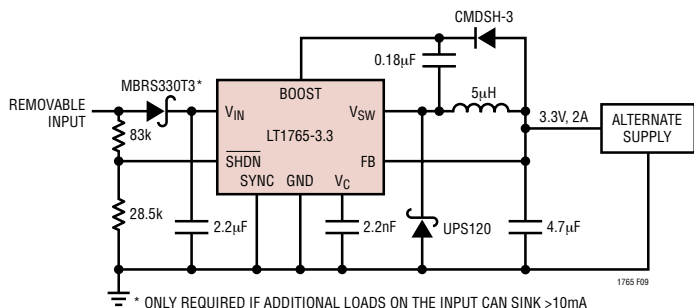 CMDSH-3
0.18µF
MBRS330T3*
BOOST
5µH
REMOVABLE
INPUT
VIN
VSW
3.3V, 2A
ALTERNATE
SUPPLY
83k
LT1765-3.3
SHDN
FB
SYNC GND VC
28.5k
2.2µF
2.2nF
UPS120
4.7µF
1765 F09
* ONLY REQUIRED IF ADDITIONAL LOADS ON THE INPUT CAN SINK >10mA